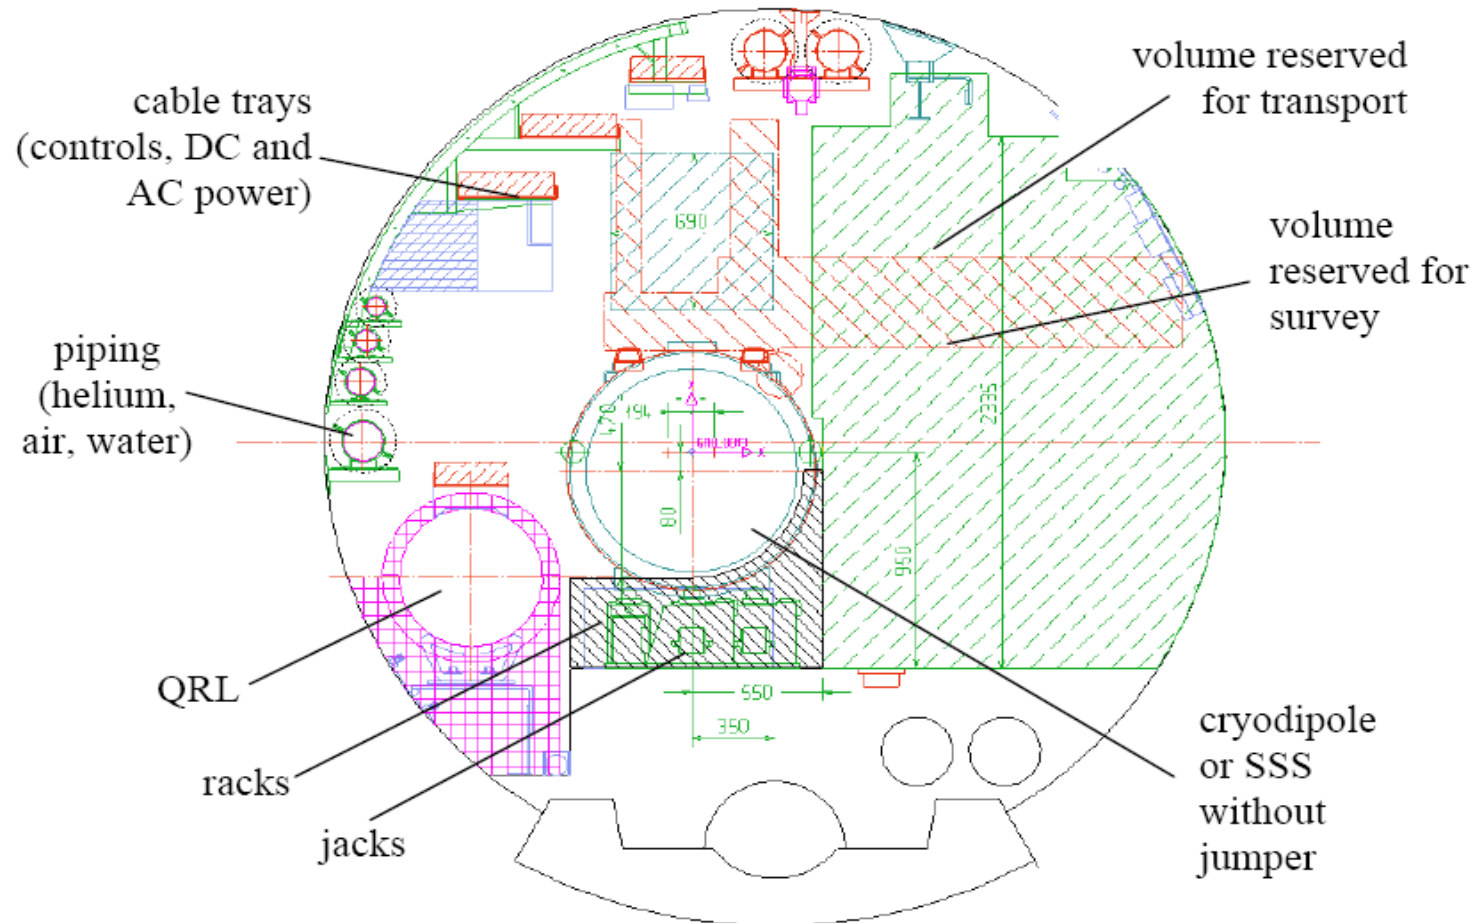 cable trays
(controls, DC and
AC power)
volume reserved
for transport
volume
reserved for
survey
690
piping
(helium,
air, water)
470
194
X
80
2335
950
QRL
racks
jacks
550
350
cryodipole
or SSS
without
jumper